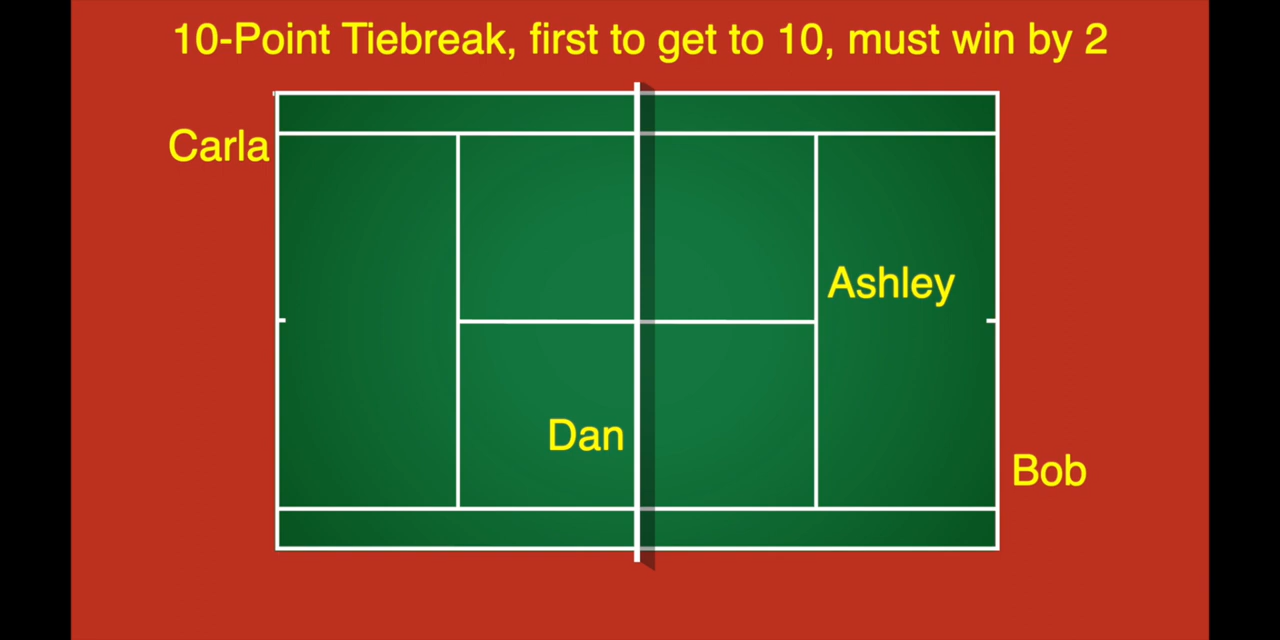 10-Point Tiebreak, first to get to 10, must win by 2
Carla
Ashley
Dan
Bob